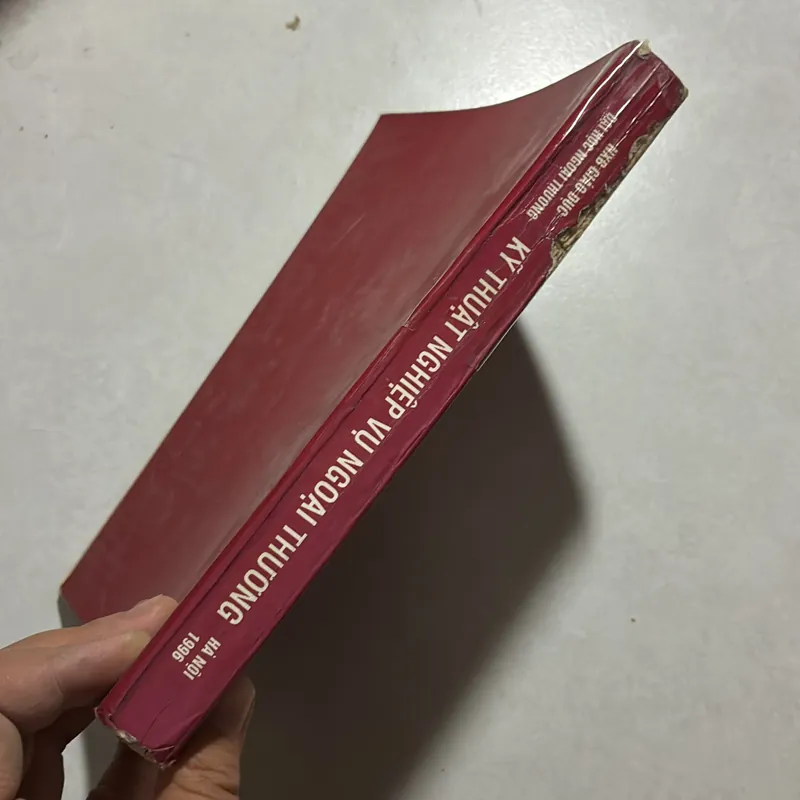 ĐẠI HỌC NGOẠI THƯƠNG
NXB GIÁO DỤC
KỸ THUẬT NGHIỆP VỤ NGOẠI THƯƠNG
HÀ NỘI
1996